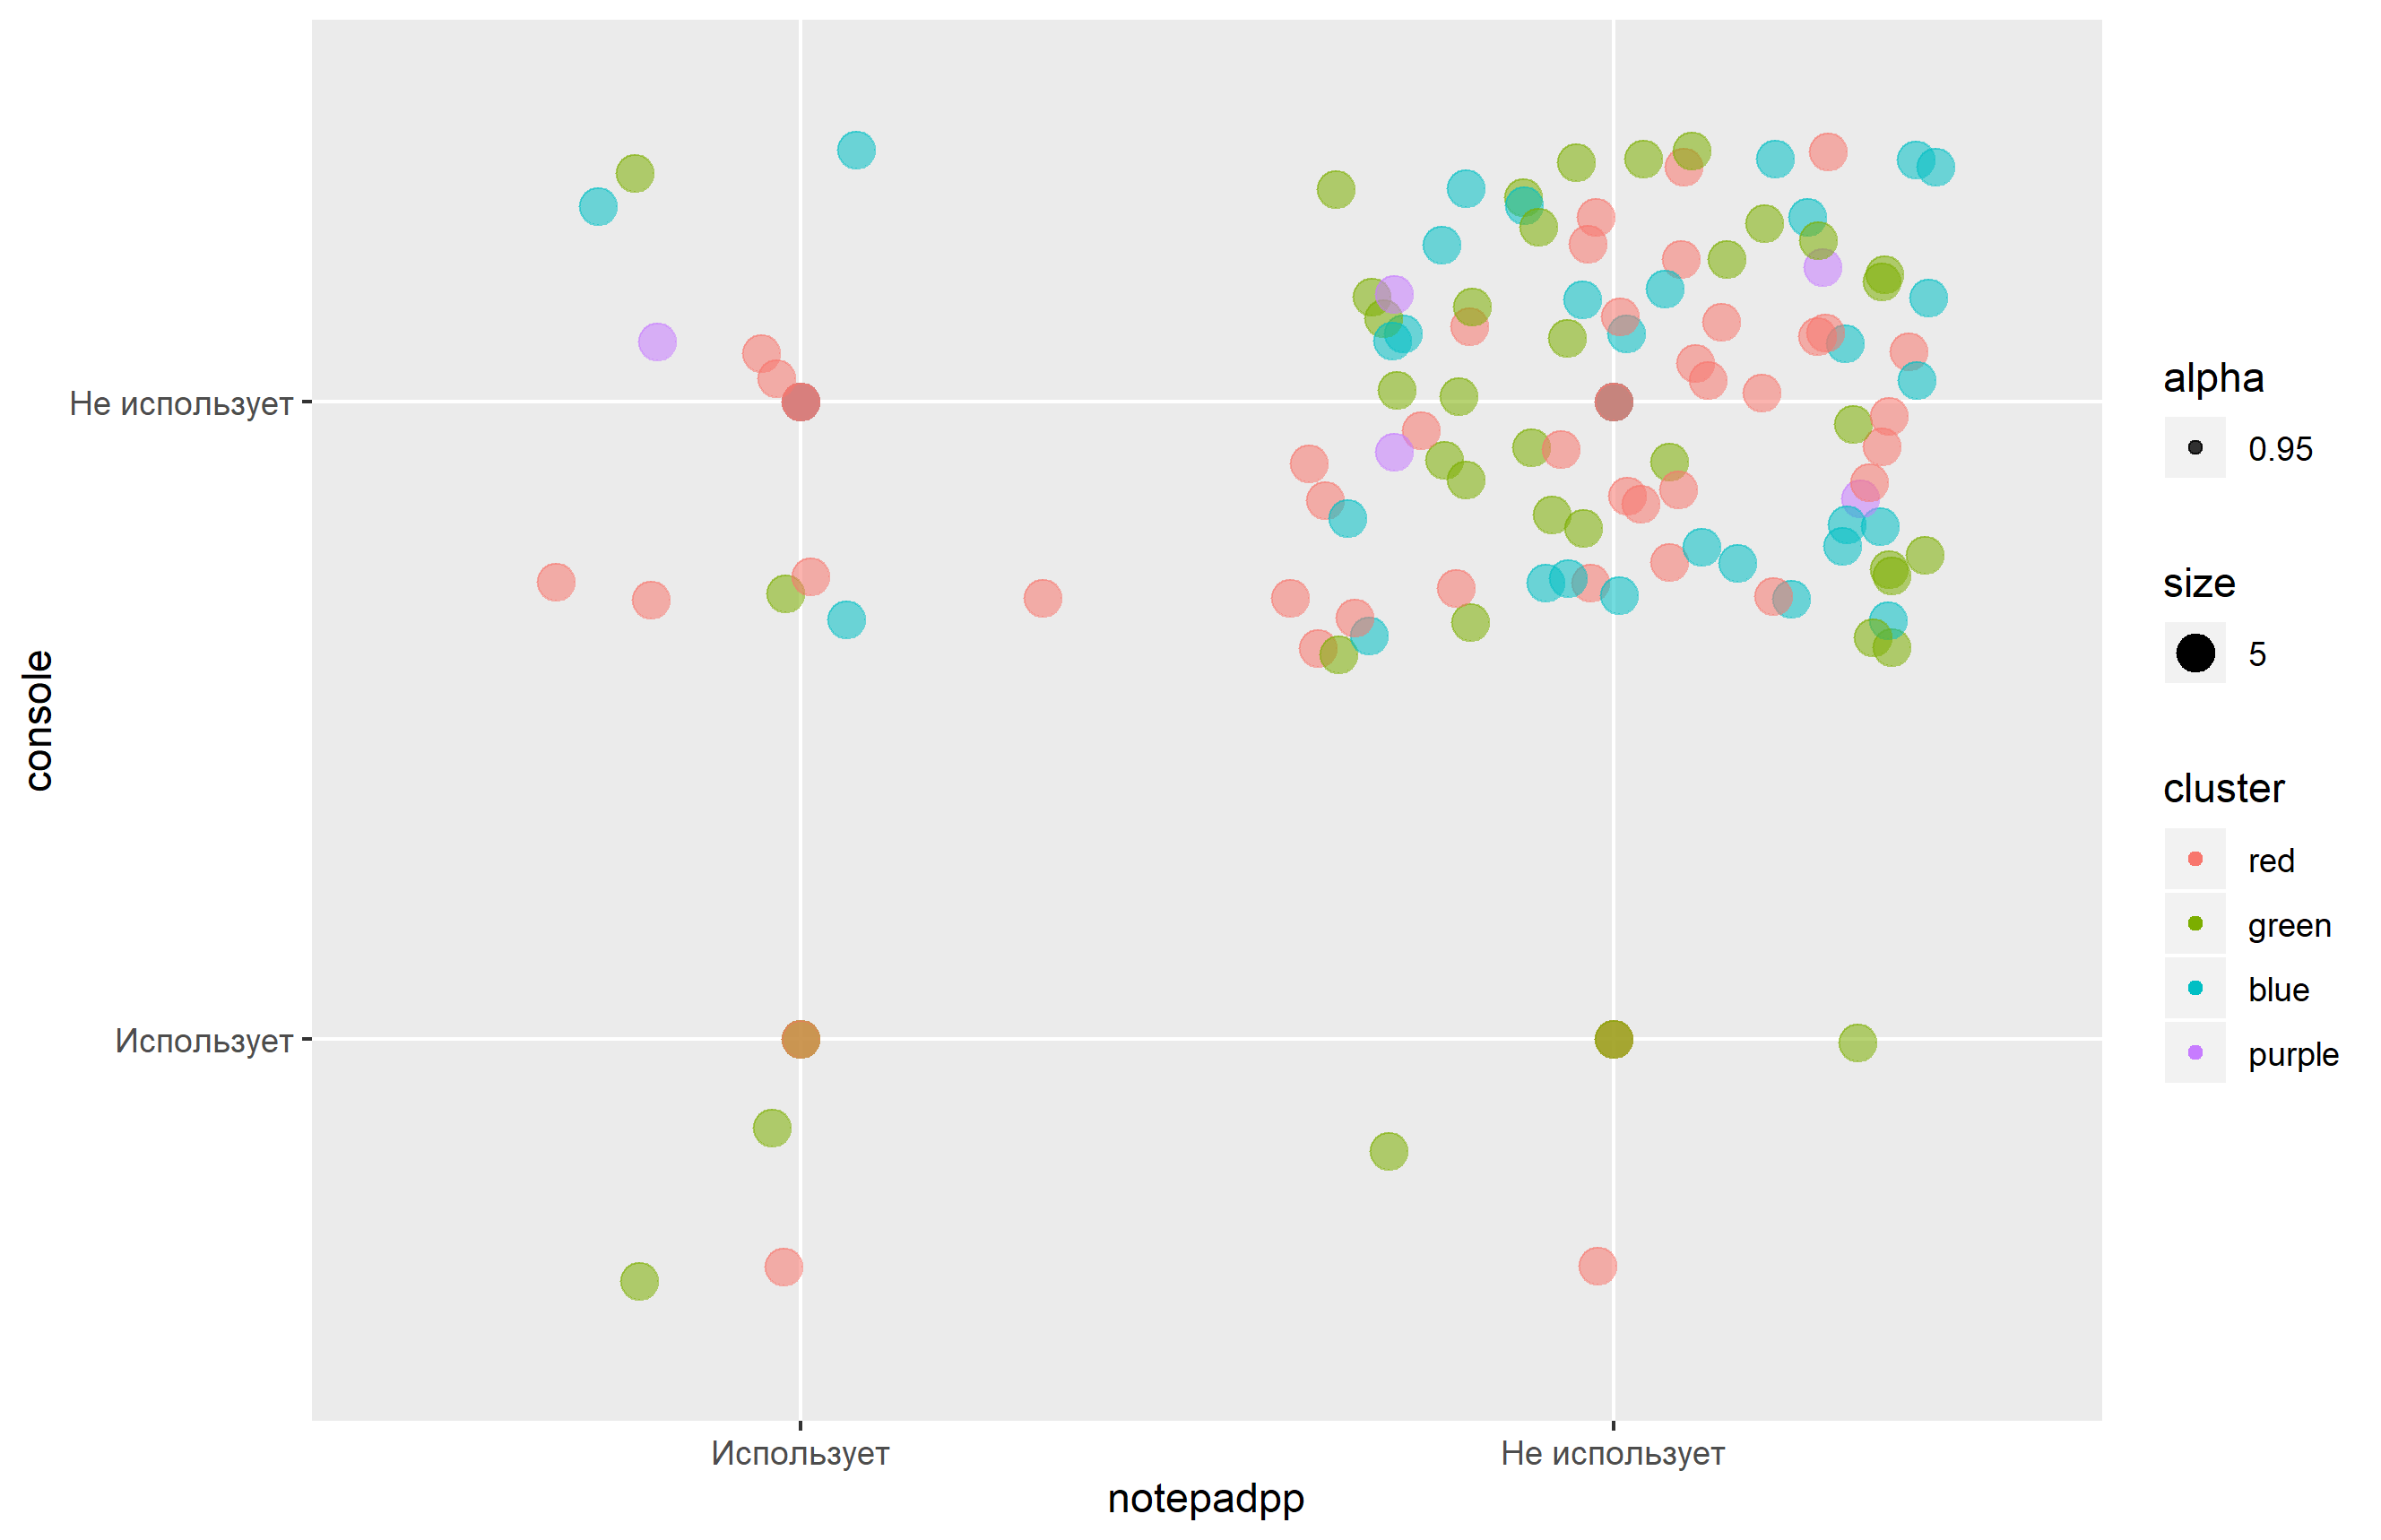 console
Не использует
Использует
Использует
Не использует
notepadpp
alpha
0.95
size
5
cluster
red
green
blue
purple